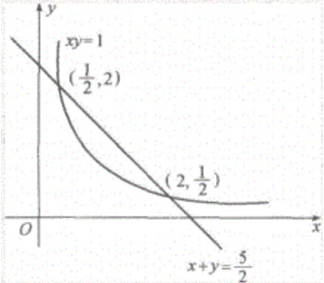 y
xy=1
(1/2,2)
(2,1/2)
O
x
x+y=5/2